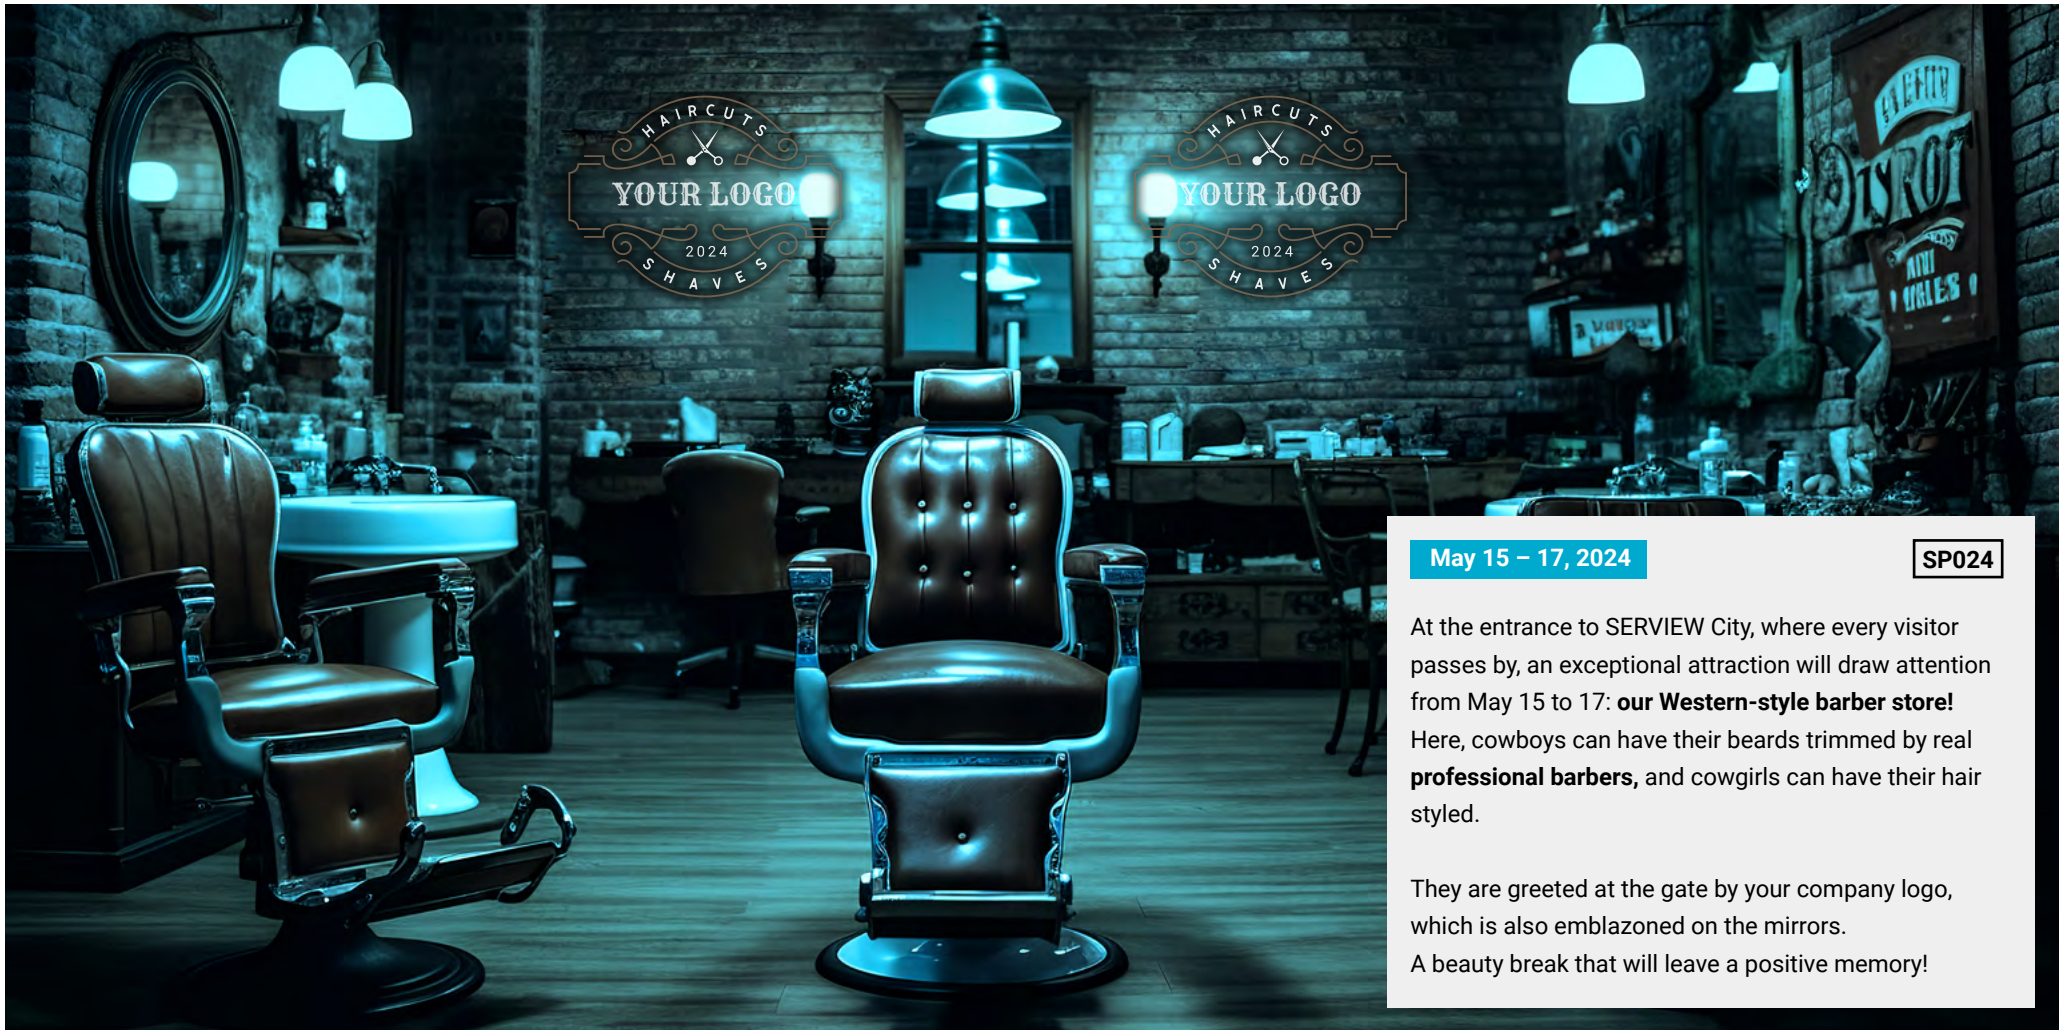 HAIRCUTS
YOUR LOGO
2024
SHAVES
HAIRCUTS
YOUR LOGO
2024
SHAVES
May 15 – 17, 2024
SP024
At the entrance to SERVIEW City, where every visitor
passes by, an exceptional attraction will draw attention
from May 15 to 17: our Western-style barber store!
Here, cowboys can have their beards trimmed by real
professional barbers, and cowgirls can have their hair
styled.
They are greeted at the gate by your company logo,
which is also emblazoned on the mirrors.
A beauty break that will leave a positive memory!